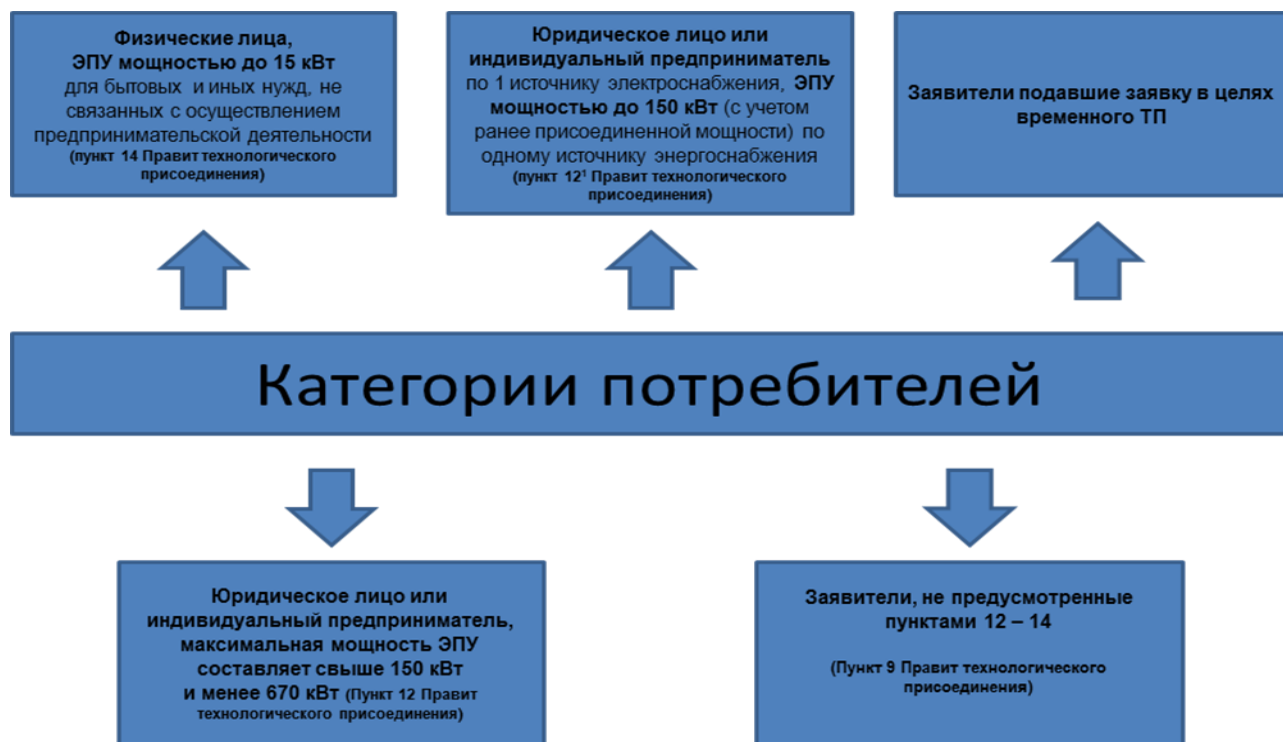 Физические лица,
ЭПУ мощностью до 15 кВт
для бытовых и иных нужд, не
связанных с осуществлением
предпринимательской деятельности
(пункт 14 Правит технологического
присоединения)
Юридическое лицо или
индивидуальный предприниматель
по 1 источнику электроснабжения, ЭПУ
мощностью до 150 кВт (с учетом
ранее присоединенной мощности) по
одному источнику энергоснабжения
(пункт 12¹ Правит технологического
присоединения)
Заявители подавшие заявку в целях
временного ТП
Категории потребителей
Юридическое лицо или
индивидуальный предприниматель,
максимальная мощность ЭПУ
составляет свыше 150 кВт
и менее 670 кВт (Пункт 12 Правит
технологического присоединения)
Заявители, не предусмотренные
пунктами 12 – 14
(Пункт 9 Правит технологического
присоединения)